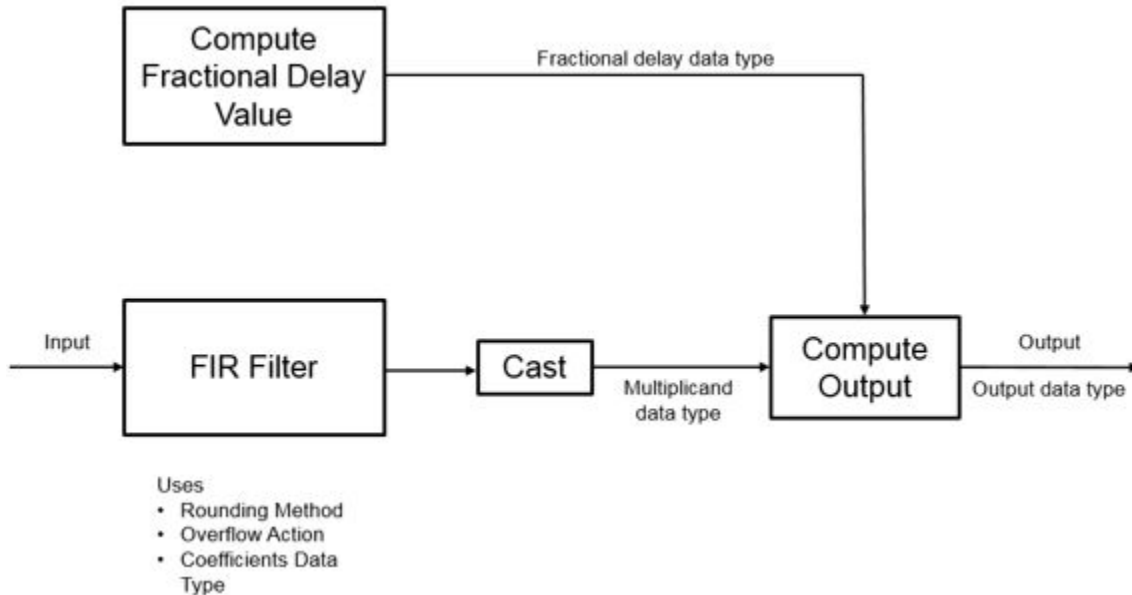 Compute
Fractional Delay
Value
Fractional delay data type
Input
FIR Filter
Cast
Multiplicand
data type
Compute
Output
Output
Output data type
Uses
• Rounding Method
• Overflow Action
• Coefficients Data
Type